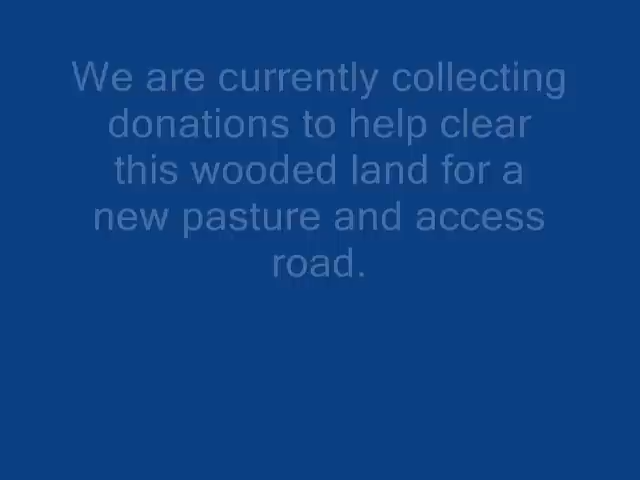 We are currently collecting
donations to help clear
this wooded land for a
new pasture and access
road.